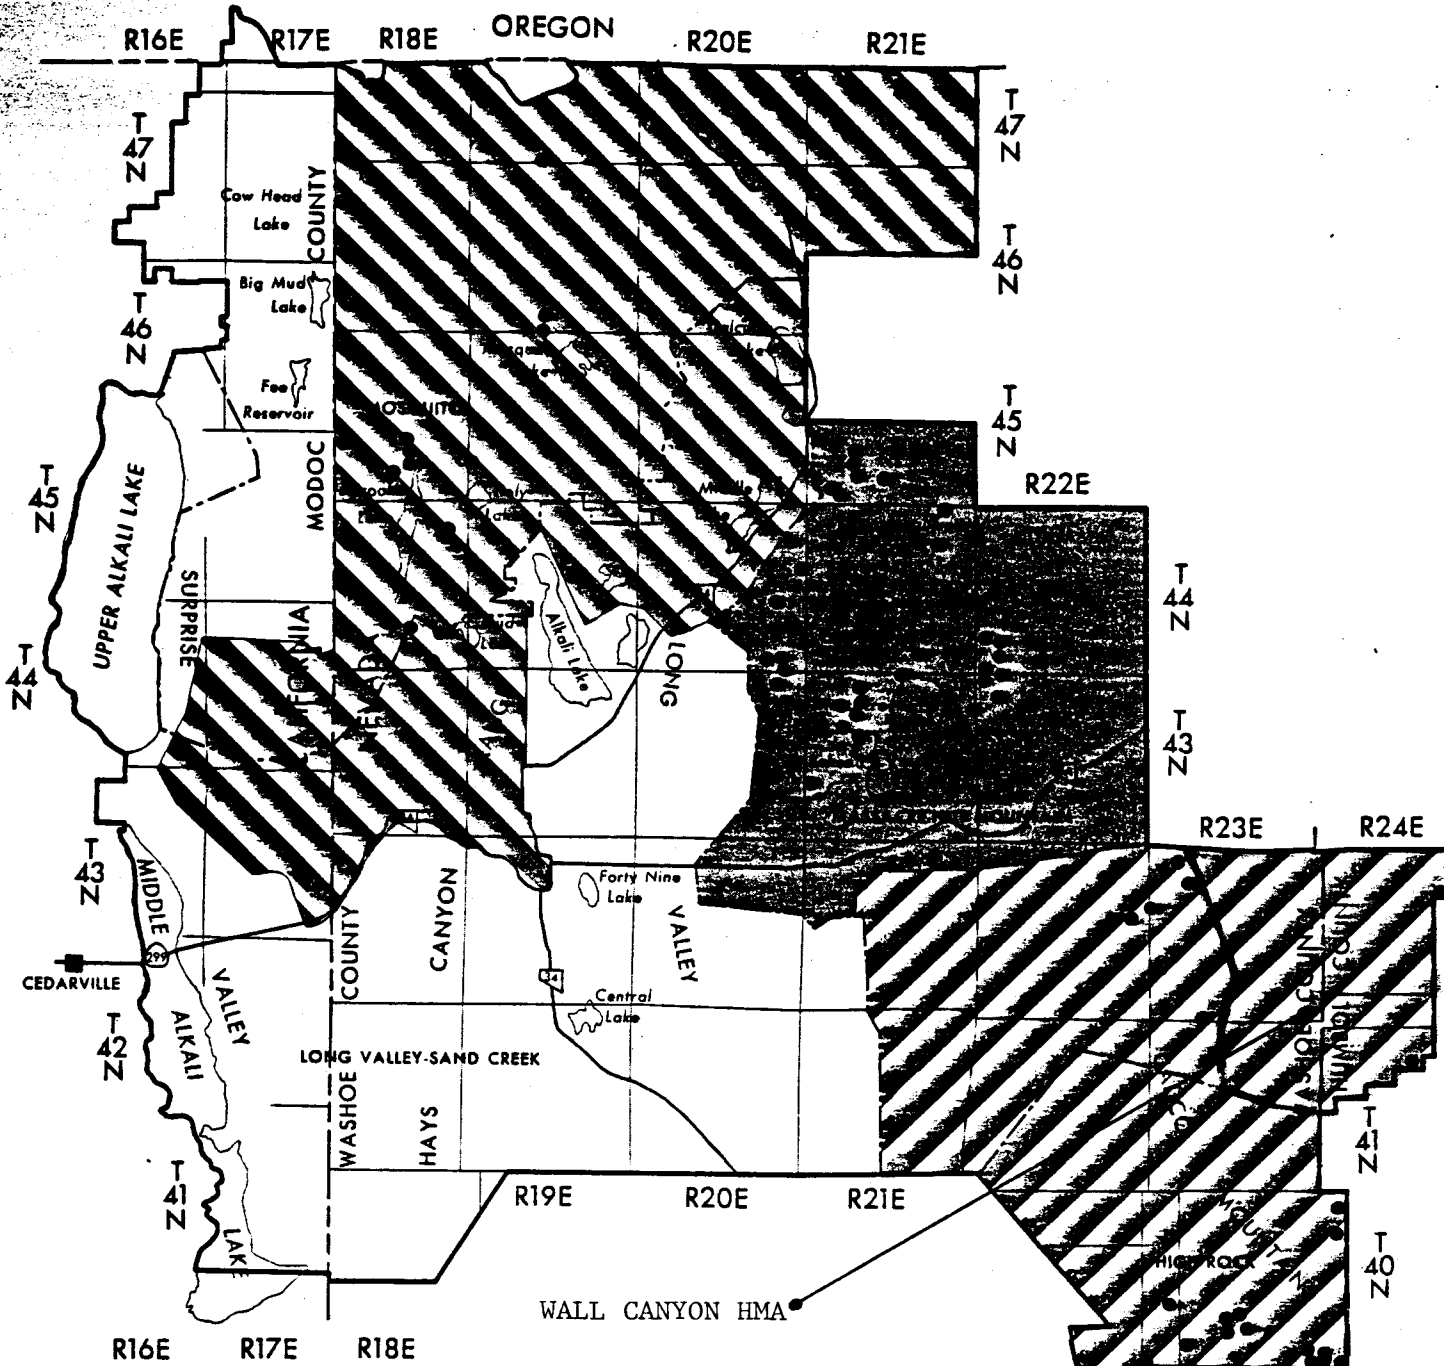 OREGON
R16E
R17E
R18E
R20E
R21E
T
47
N
T
47
N
Cow Head
Lake
COUNTY
T
46
N
Big Mud
Lake
T
46
N
Fee
Reservoir
MOSQUITO
T
45
N
MODOC
R22E
T
45
N
UPPER ALKALI LAKE
SURPRISE
Alkali Lake
LONG
T
44
N
T
44
N
T
43
N
R23E
R24E
T
43
N
MIDDLE
Forty Nine
Lake
CANYON
VALLEY
COUNTY
299
CEDARVILLE
34
VALLEY
ALKALI
Central
Lake
T
42
N
LONG VALLEY-SAND CREEK
WASHOE
HAYS
T
41
N
T
41
N
R19E
R20E
R21E
LAKE
HIGH ROCK
T
40
N
WALL CANYON HMA
R16E
R17E
R18E